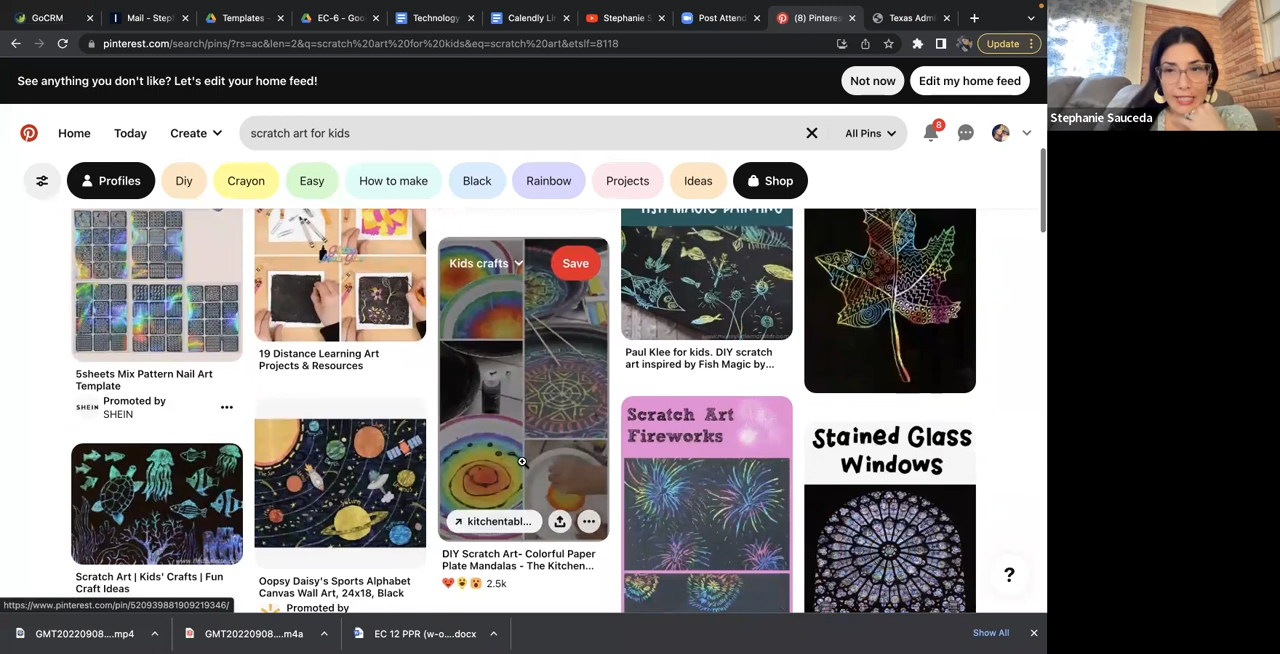 GoCRM
Mail - Step
Templates -
EC-6 - Goo
Technology
Calendly Lin
Stephanie S
Post Attend
(8) Pinteres
Texas Adm
pinterest.com/search/pins/?rs=ac&len=2&q=scratch%20art%20for%20kids&eq=scratch%20art&etslf=8118
Update
See anything you don't like? Let's edit your home feed!
Not now
Edit my home feed
Stephanie Sauceda
Home
Today
Create
scratch art for kids
All Pins
8
Profiles
Diy
Crayon
Easy
How to make
Black
Rainbow
Projects
Ideas
Shop
Kids crafts
Save
5sheets Mix Pattern Nail Art
Template
SHEIN
Promoted by
SHEIN
19 Distance Learning Art
Projects & Resources
Paul Klee for kids. DIY scratch
art inspired by Fish Magic by...
Scratch Art
Fireworks
Stained Glass
Windows
kitchentabl...
DIY Scratch Art- Colorful Paper
Plate Mandalas - The Kitchen...
2.5k
Scratch Art | Kids' Crafts | Fun
Craft Ideas
Oopsy Daisy's Sports Alphabet
Canvas Wall Art, 24x18, Black
Promoted by
?
https://www.pinterest.com/pin/520939881909219346/
GMT20220908....mp4
GMT20220908....m4a
EC 12 PPR (w-o....docx
Show All